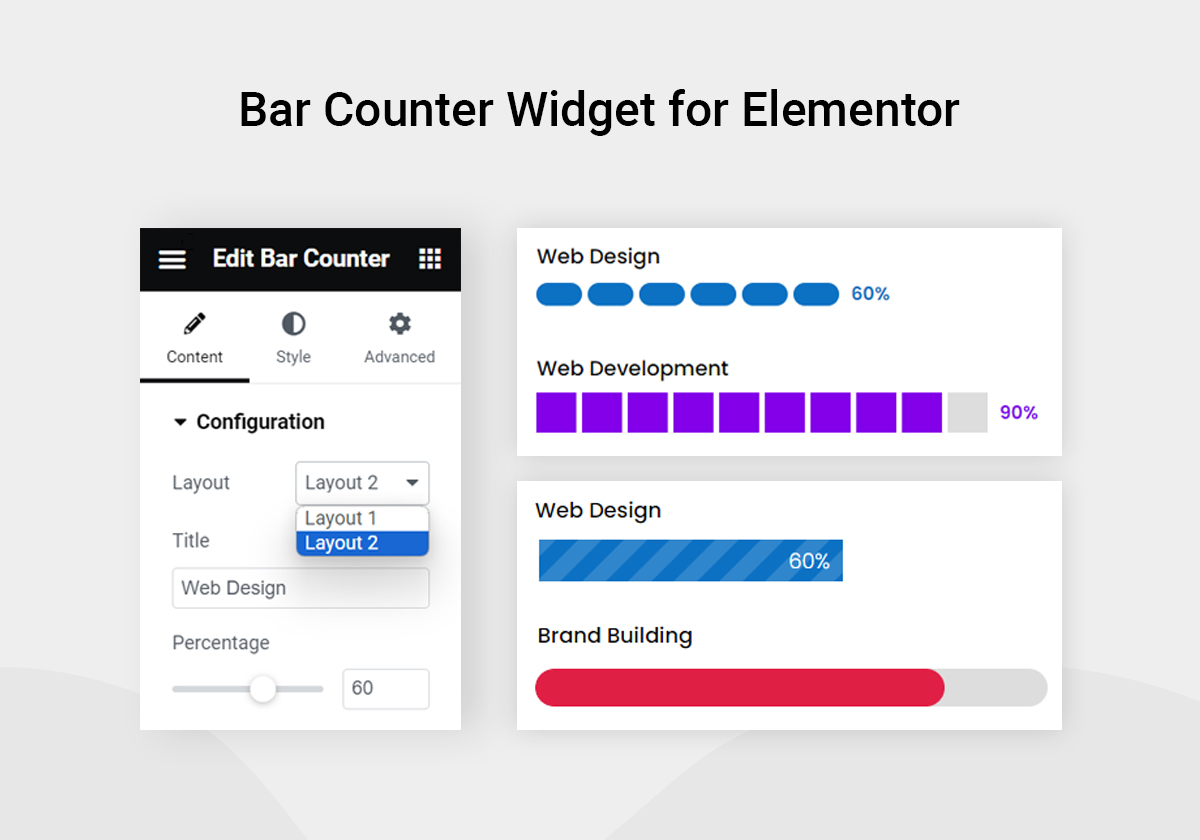 Bar Counter Widget for Elementor
Edit Bar Counter
Content Style Advanced
Configuration
Layout Layout 2
Layout 1
Layout 2
Title
Web Design
Percentage
60
Web Design
60%
Web Development
90%
Web Design
60%
Brand Building